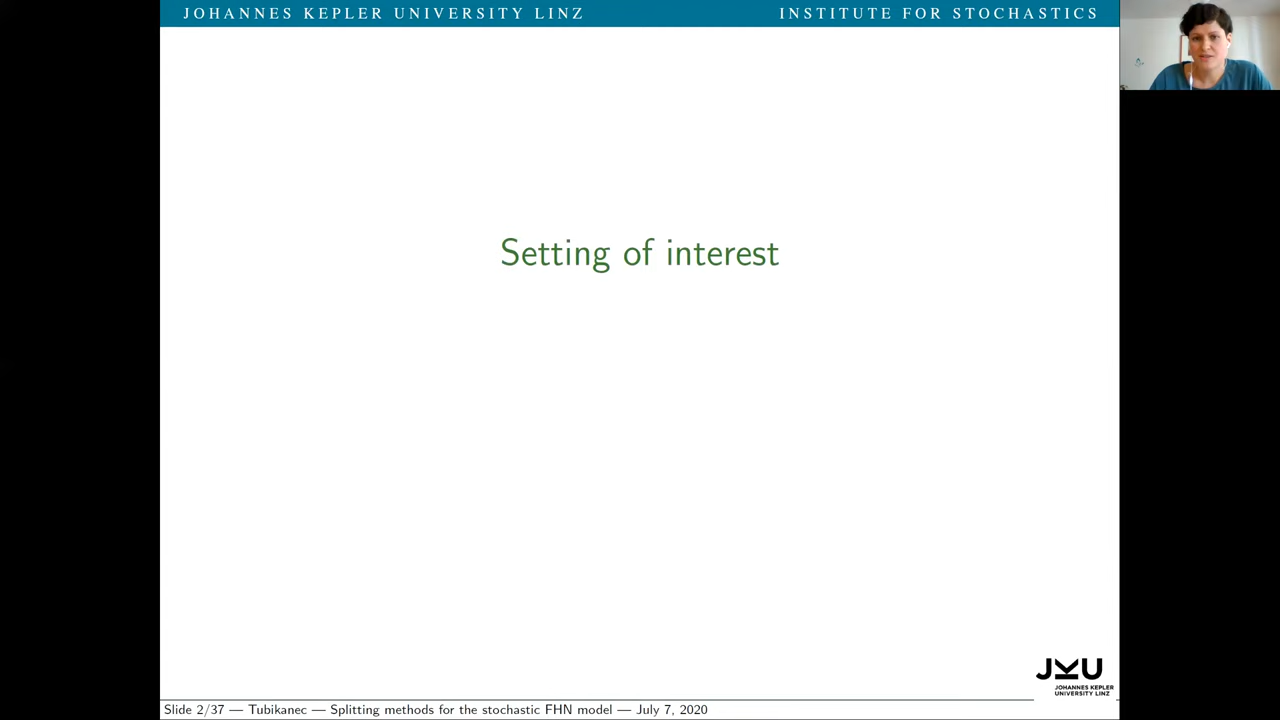 JOHANNES KEPLER UNIVERSITY LINZ
INSTITUTE FOR STOCHASTICS
Setting of interest
JKU
JOHANNES KEPLER
UNIVERSITY LINZ
Slide 2/37 — Tubikanec — Splitting methods for the stochastic FHN model — July 7, 2020